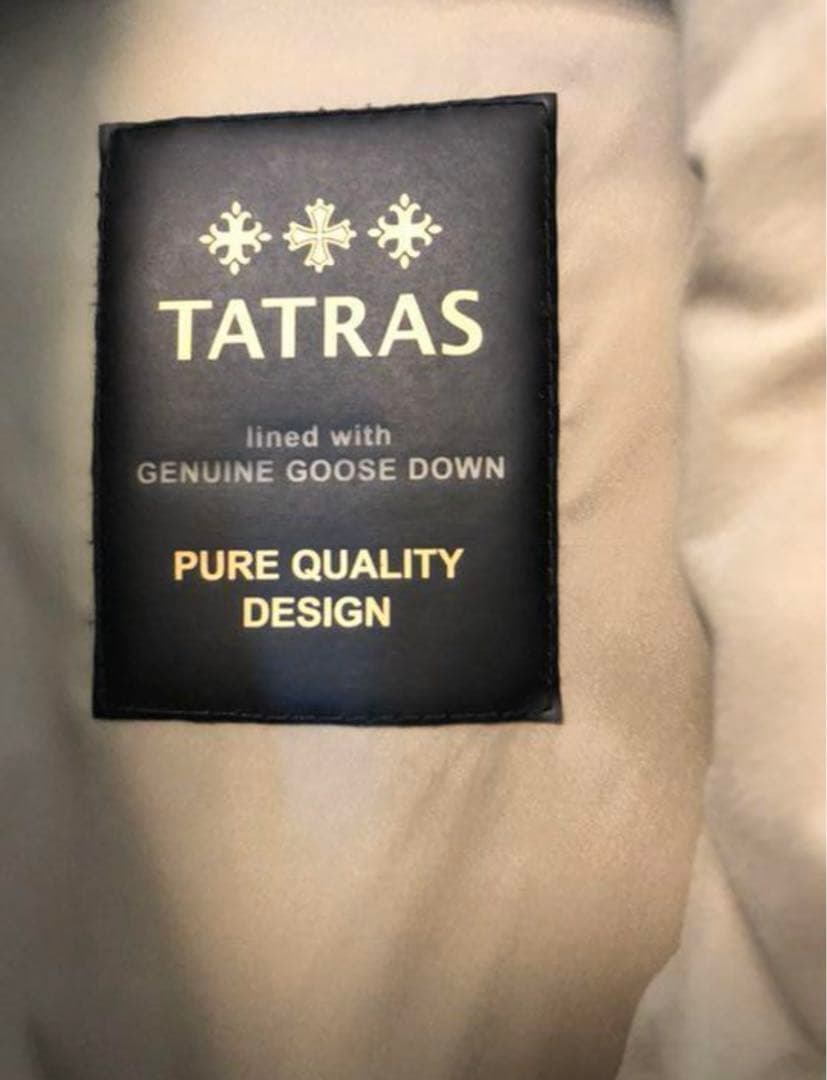 TATRAS
lined with
GENUINE GOOSE DOWN
PURE QUALITY
DESIGN